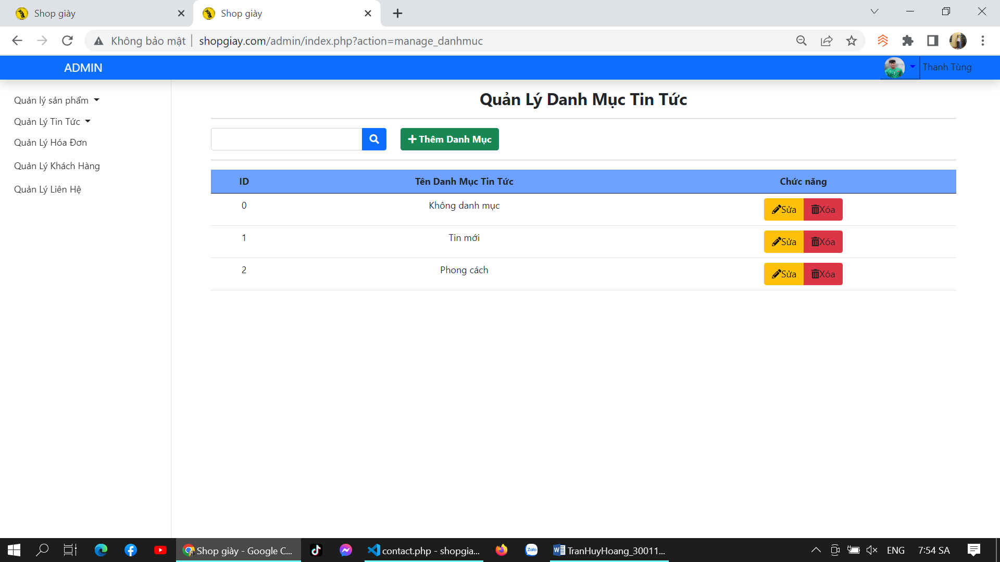 Shop giày
Shop giày
Không bảo mật shopgiay.com/admin/index.php?action=manage_danhmuc
ADMIN
Thanh Tùng
Quản lý sản phẩm
Quản Lý Tin Tức
Quản Lý Hóa Đơn
Quản Lý Khách Hàng
Quản Lý Liên Hệ
Quản Lý Danh Mục Tin Tức
Thêm Danh Mục
ID Tên Danh Mục Tin Tức Chức năng
0 Không danh mục Sửa Xóa
1 Tin mới Sửa Xóa
2 Phong cách Sửa Xóa
Shop giày - Google C... contact.php - shopgia... Zalo TranHuyHoang_30011... ENG 7:54 SA